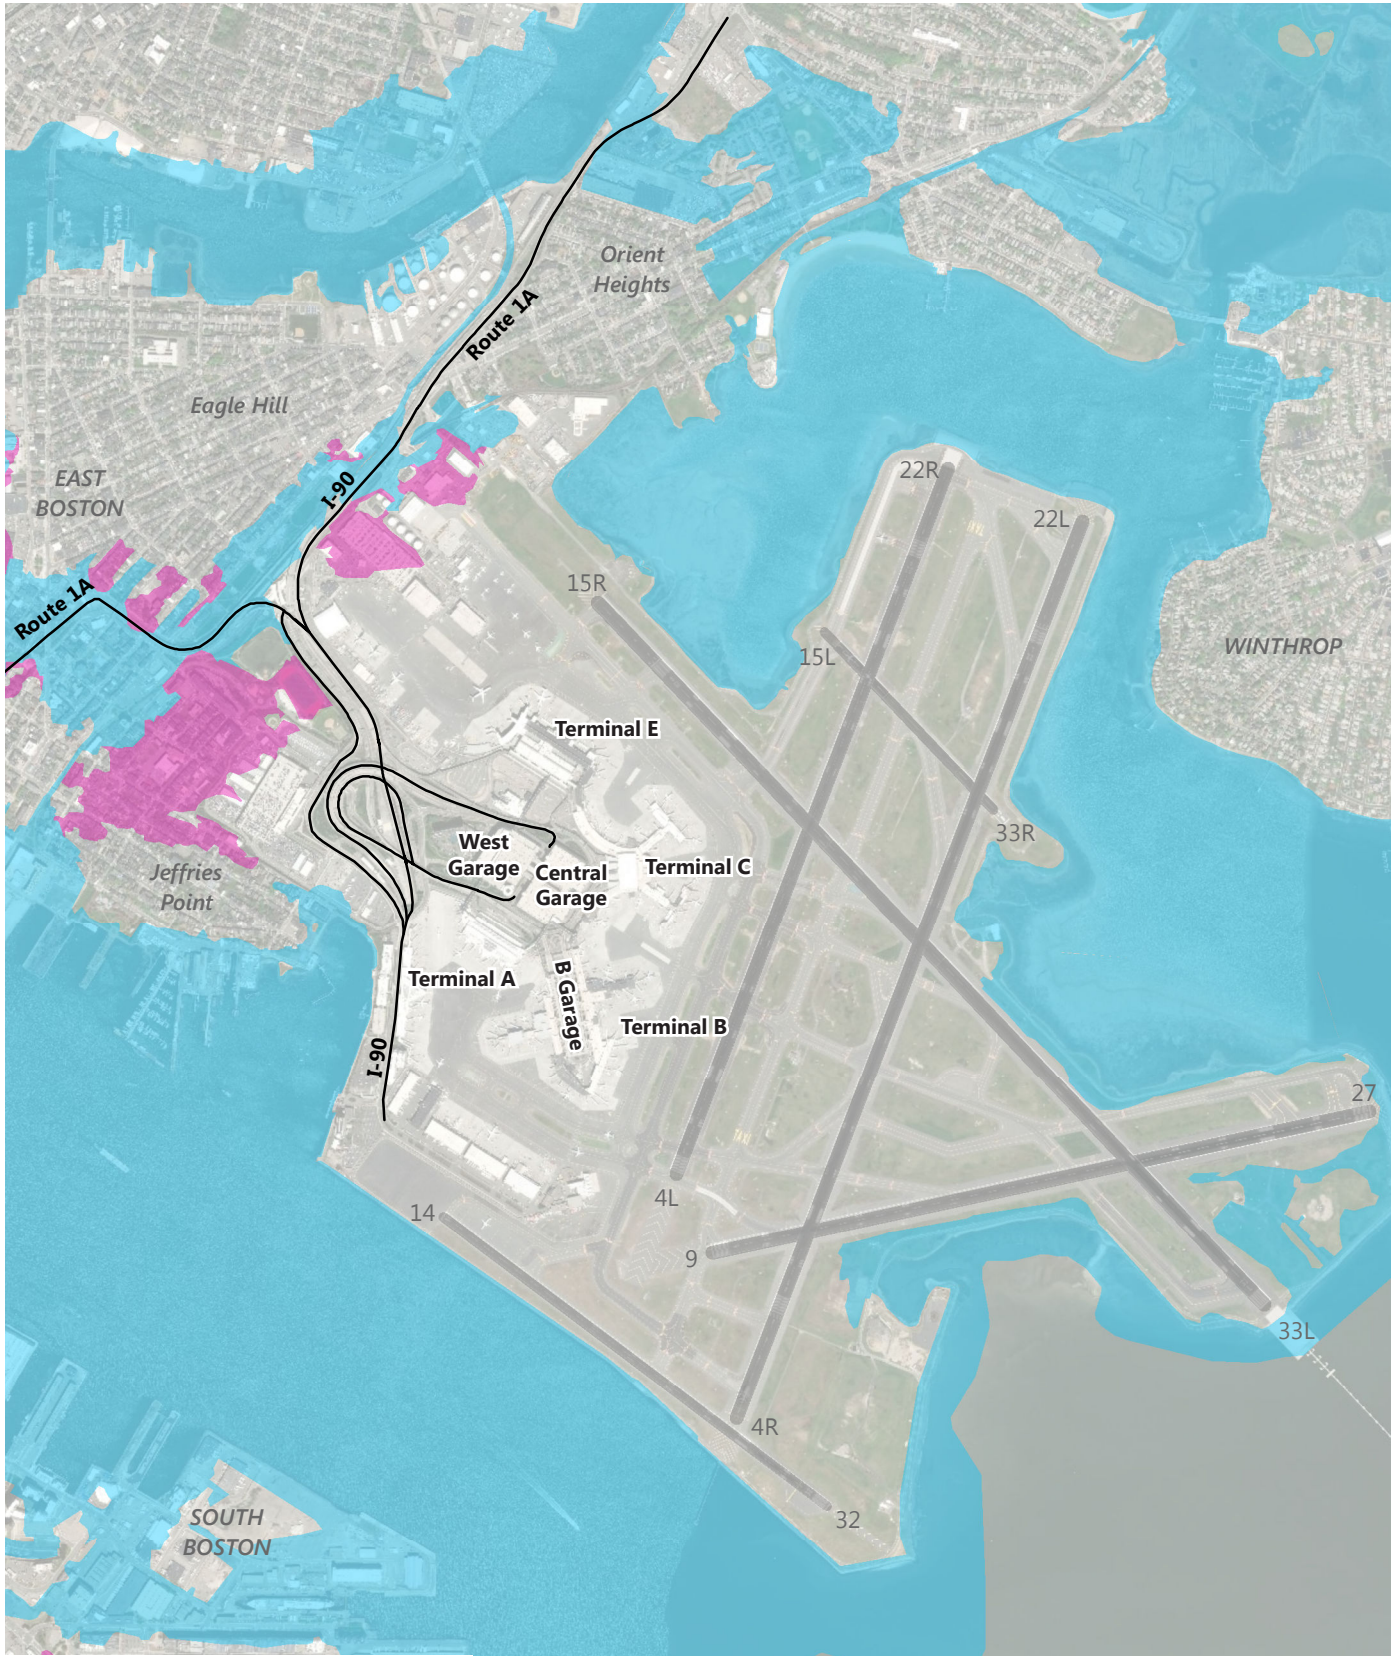 Orient
Heights
Route 1A
Eagle Hill
22R
EAST
BOSTON
I-90
22L
15R
Route 1A
15L
WINTHROP
Terminal E
33R
West
Garage
Central
Garage
Terminal C
Jeffries
Point
Terminal A
B Garage
Terminal B
I-90
27
4L
14
9
33L
4R
SOUTH
BOSTON
32